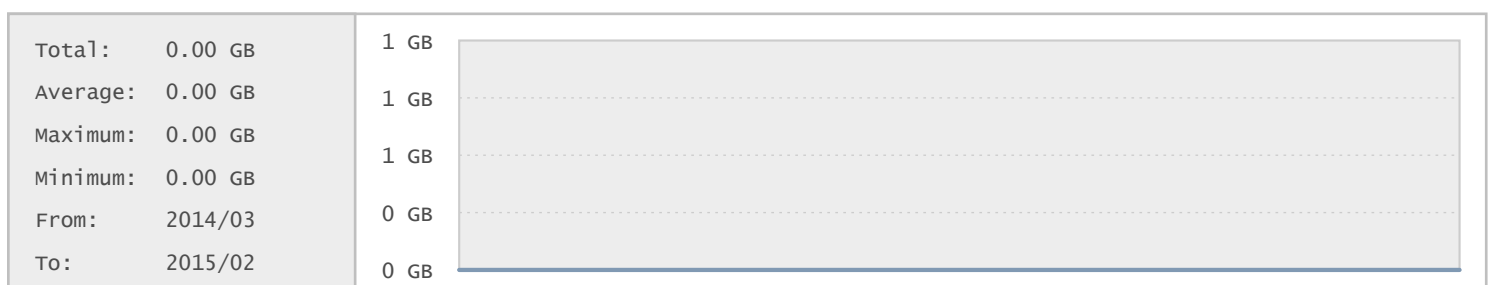 Total: 0.00 GB
Average: 0.00 GB
Maximum: 0.00 GB
Minimum: 0.00 GB
From: 2014/03
To: 2015/02
1 GB
1 GB
1 GB
0 GB
0 GB